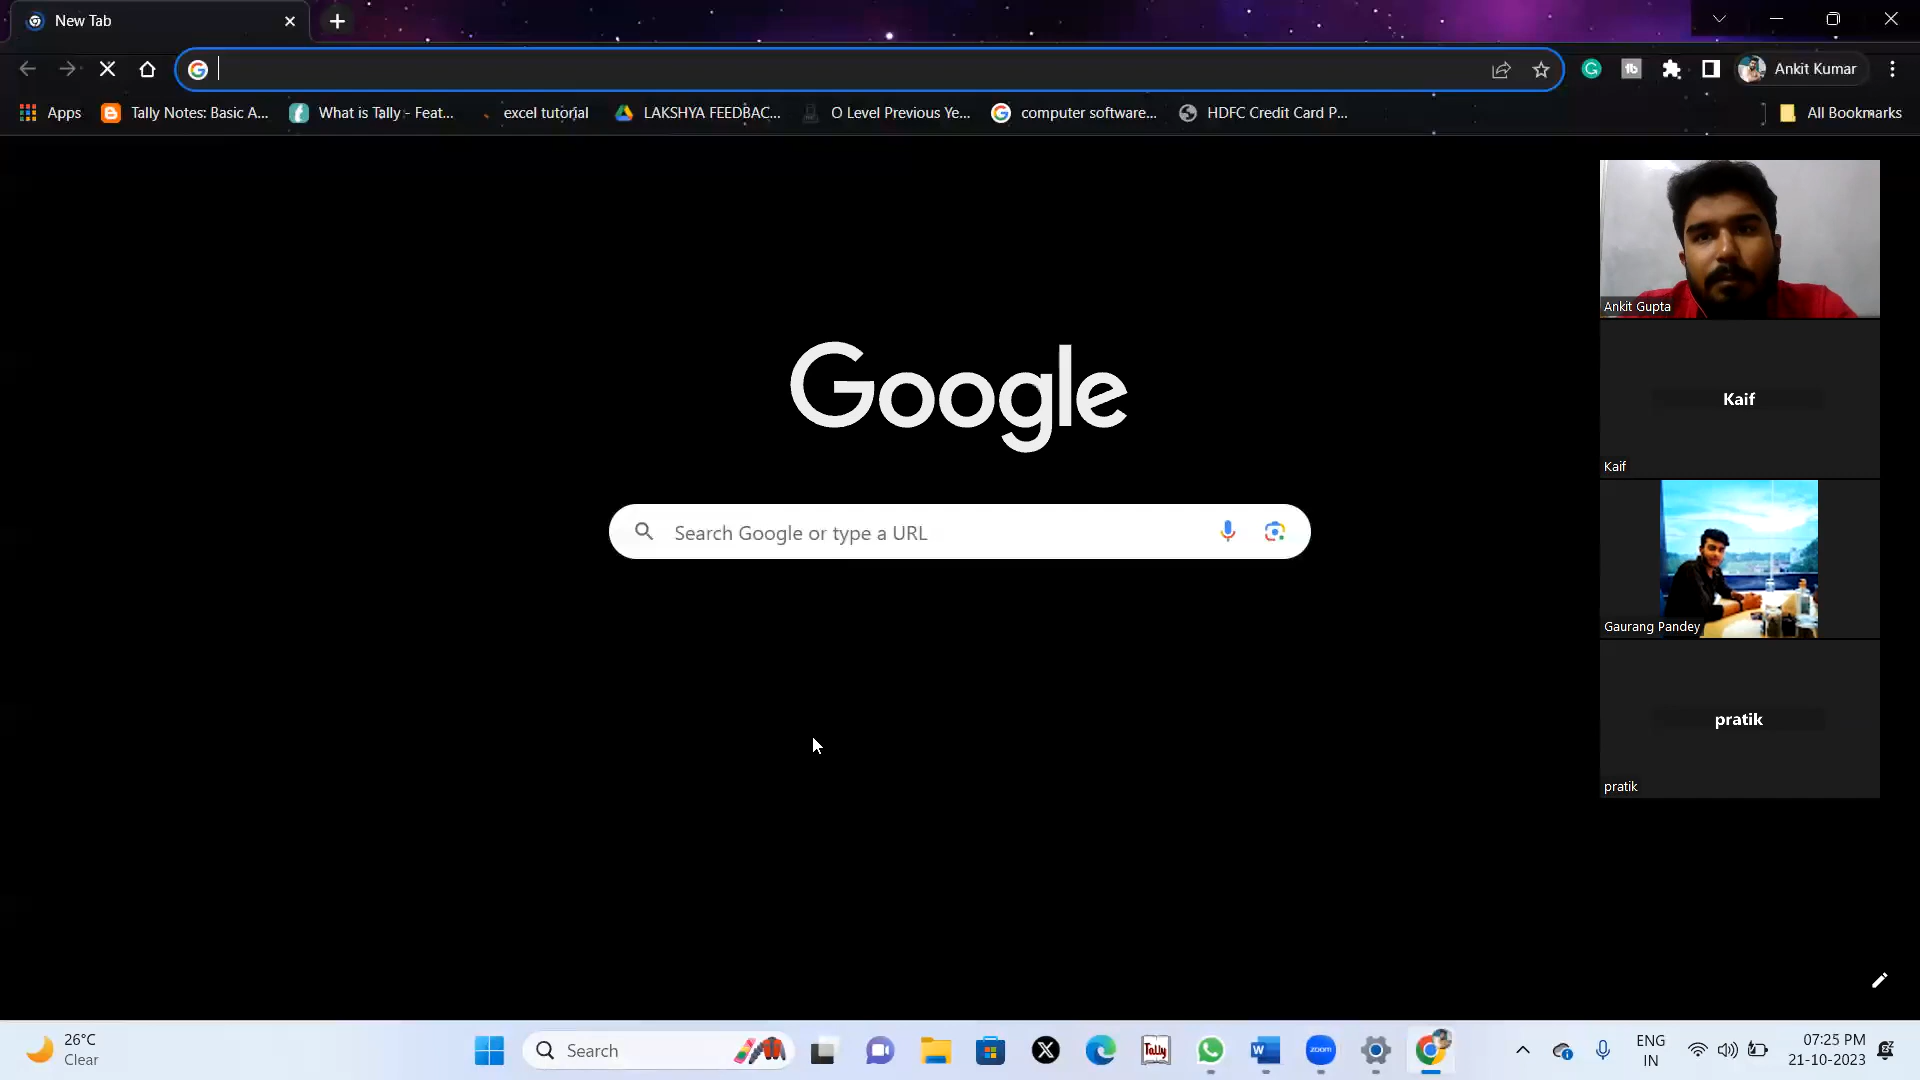 New Tab
Ankit Kumar
Apps
Tally Notes: Basic A...
What is Tally - Feat...
excel tutorial
LAKSHYA FEEDBAC...
O Level Previous Ye...
computer software...
HDFC Credit Card P...
All Bookmarks
Ankit Gupta
Google
Kaif
Kaif
Search Google or type a URL
Gaurang Pandey
pratik
pratik
26°C
Clear
Search
Tally
zoom
ENG
IN
07:25 PM
21-10-2023